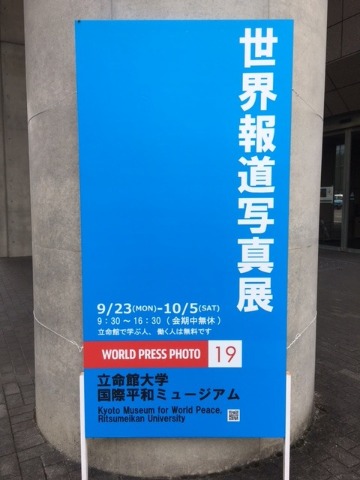 世界報道写真展
9/23(MON)-10/5(SAT)
9：30～16：30（会期中無休）
立命館で学ぶ人、働く人は無料です
WORLD PRESS PHOTO 19
立命館大学
国際平和ミュージアム
Kyoto Museum for World Peace,
Ritsumeikan University